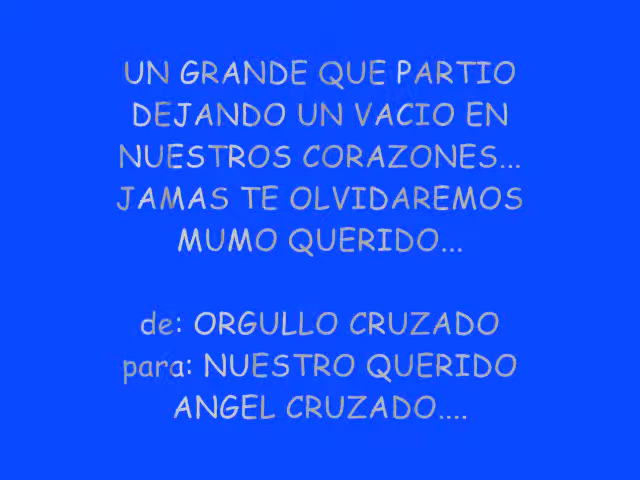 UN GRANDE QUE PARTIO
DEJANDO UN VACIO EN
NUESTROS CORAZONES...
JAMAS TE OLVIDAREMOS
MUMO QUERIDO...
de: ORGULLO CRUZADO
para: NUESTRO QUERIDO
ANGEL CRUZADO....